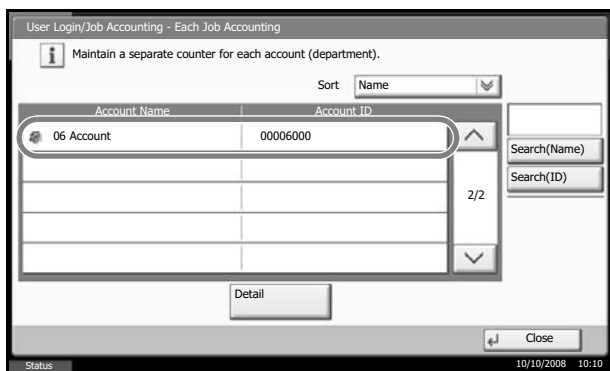 User Login/Job Accounting - Each Job Accounting
Maintain a separate counter for each account (department).
Sort Name
Account Name Account ID
06 Account 00006000
Search(Name)
Search(ID)
2/2
Detail
Close
Status 10/10/2008 10:10